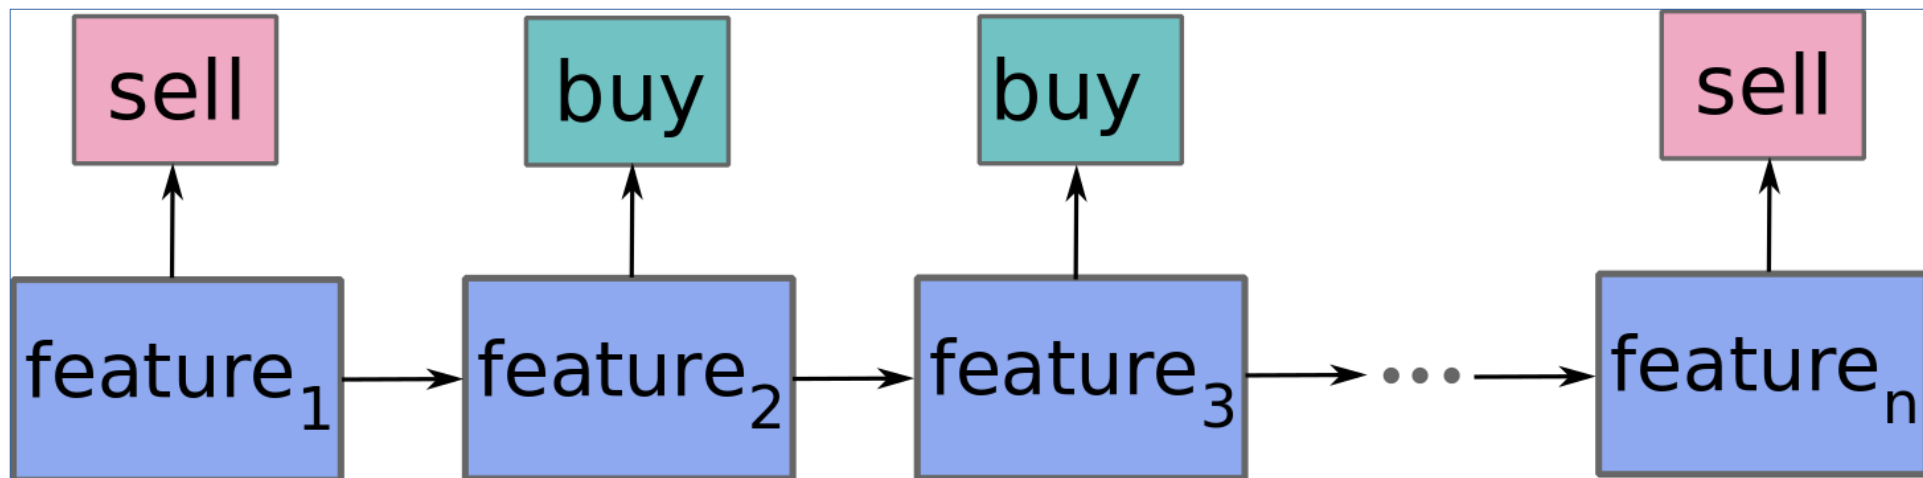 sell buy buy sell
feature₁ feature₂ feature₃ ... featureₙ